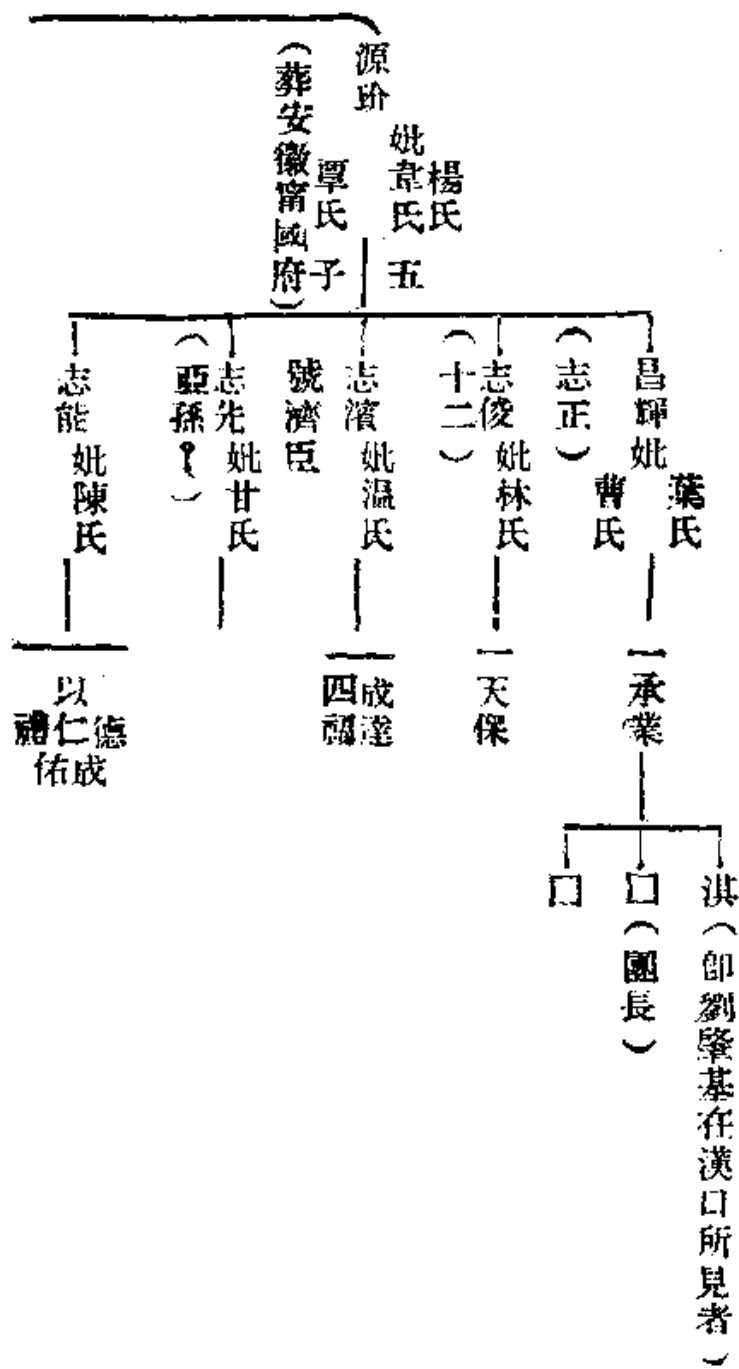 源玠
楊氏
妣韋氏
覃氏
五子
(葬安徽甯國府)
昌輝妣
葉氏
曹氏
(志正)
志俊妣林氏
(十二)
志濱妣温氏
號濟臣
志先妣甘氏
(亞孫)
志能妣陳氏
承業
天保
成達
四福
德成
以仁
禮佑
淇(卽劉肇基在漢口所見者)
□(團長)
□